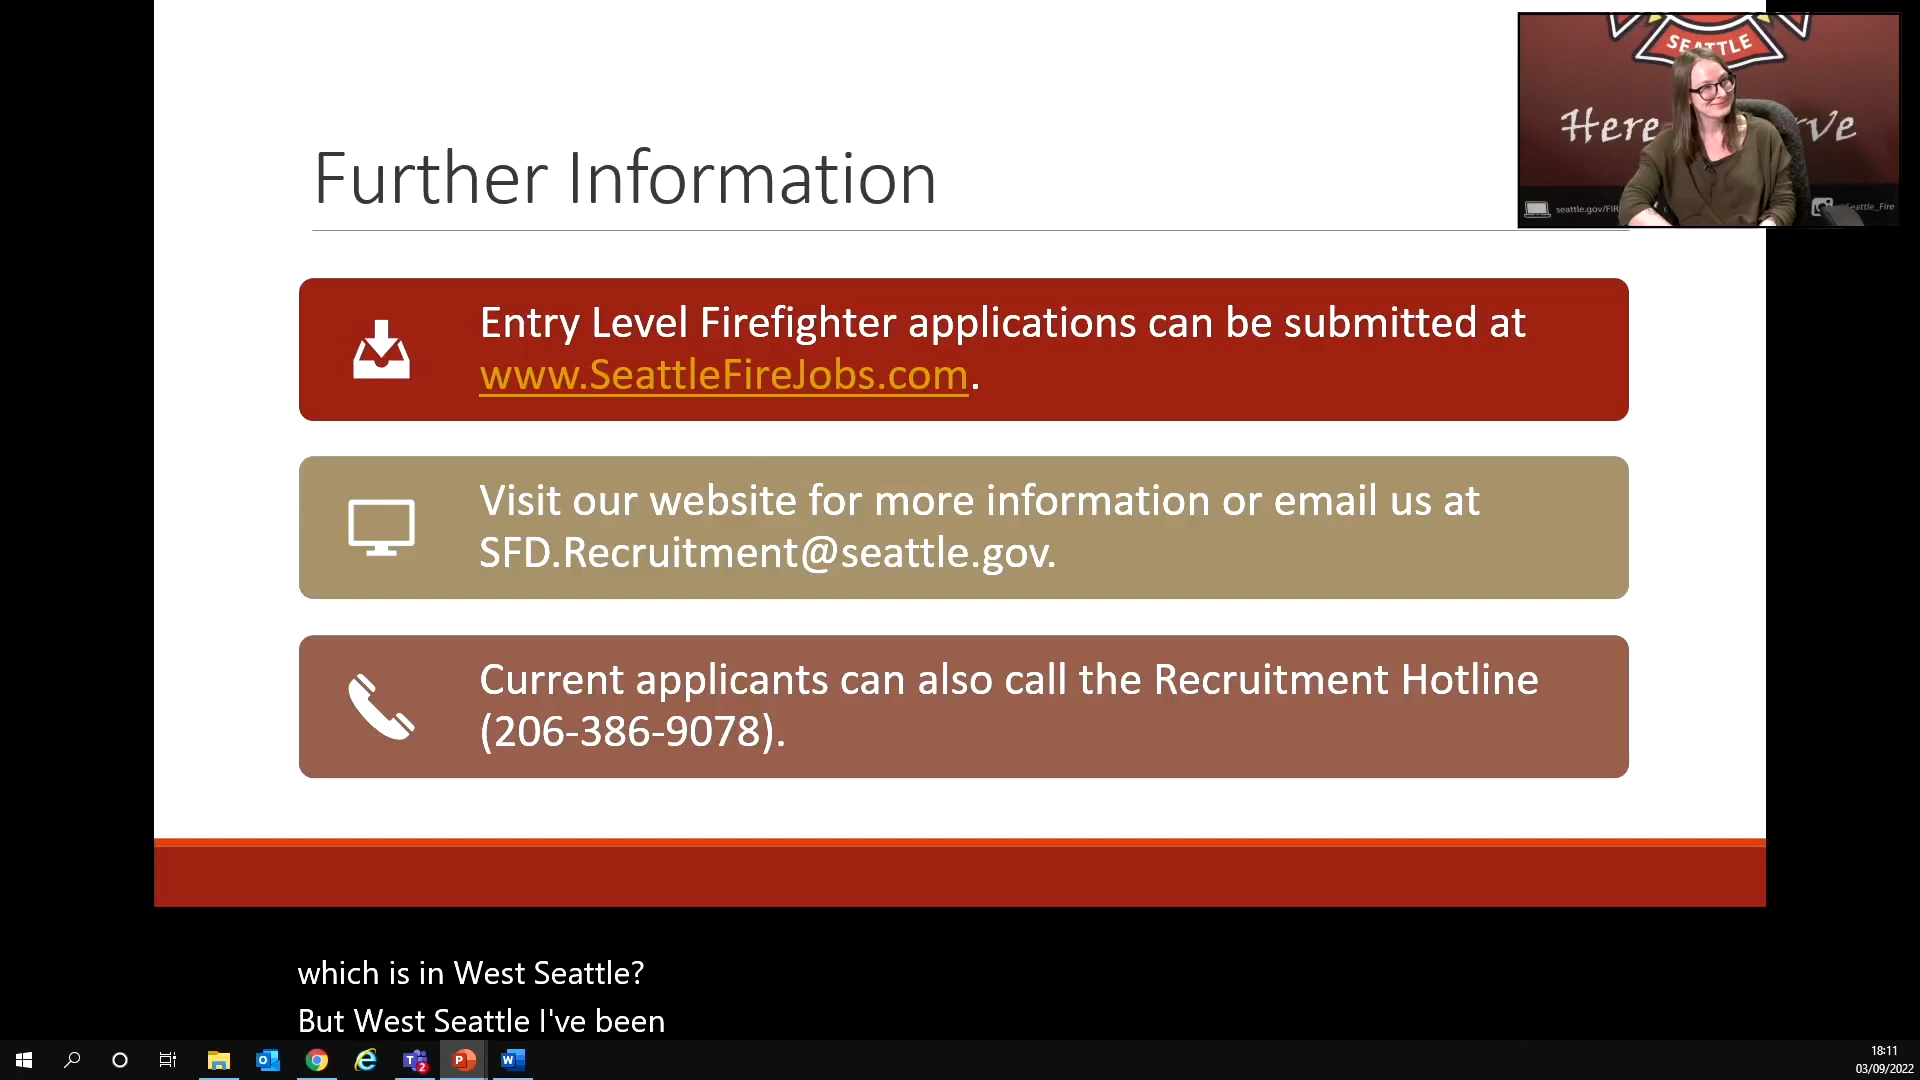 SEATTLE
Here
rve
seattle.gov/FIR
@Seattle_Fire
Further Information
Entry Level Firefighter applications can be submitted at
www.SeattleFireJobs.com.
Visit our website for more information or email us at
SFD.Recruitment@seattle.gov.
Current applicants can also call the Recruitment Hotline
(206-386-9078).
which is in West Seattle?
But West Seattle I've been
18:11
03/09/2022